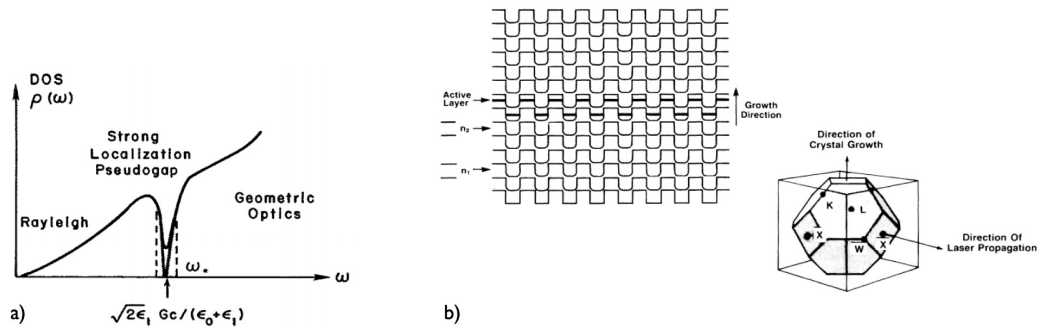 DOS
ρ (ω)
Strong
Localization
Pseudogap
Rayleigh
Geometric
Optics
ω*
ω
√2ϵ₁ Gc/(ϵ₀+ϵ₁)
a)
Active
Layer
n₂
n₁
Growth
Direction
b)
Direction of
Crystal Growth
K
L
X
X
W
Direction Of
Laser Propagation